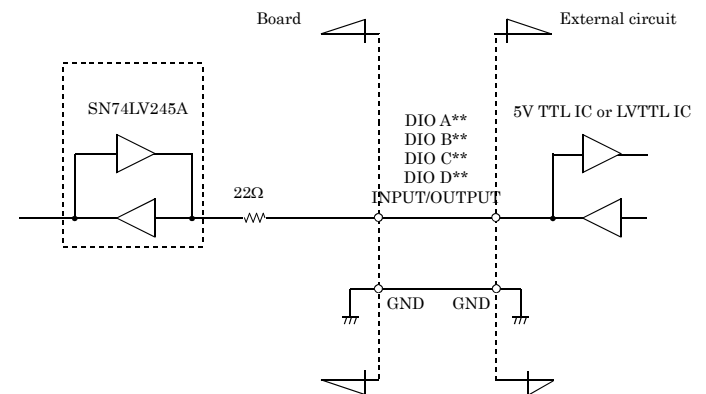 Board
External circuit
SN74LV245A
5V TTL IC or LVTTL IC
DIO A**
DIO B**
DIO C**
DIO D**
INPUT/OUTPUT
22Ω
GND
GND